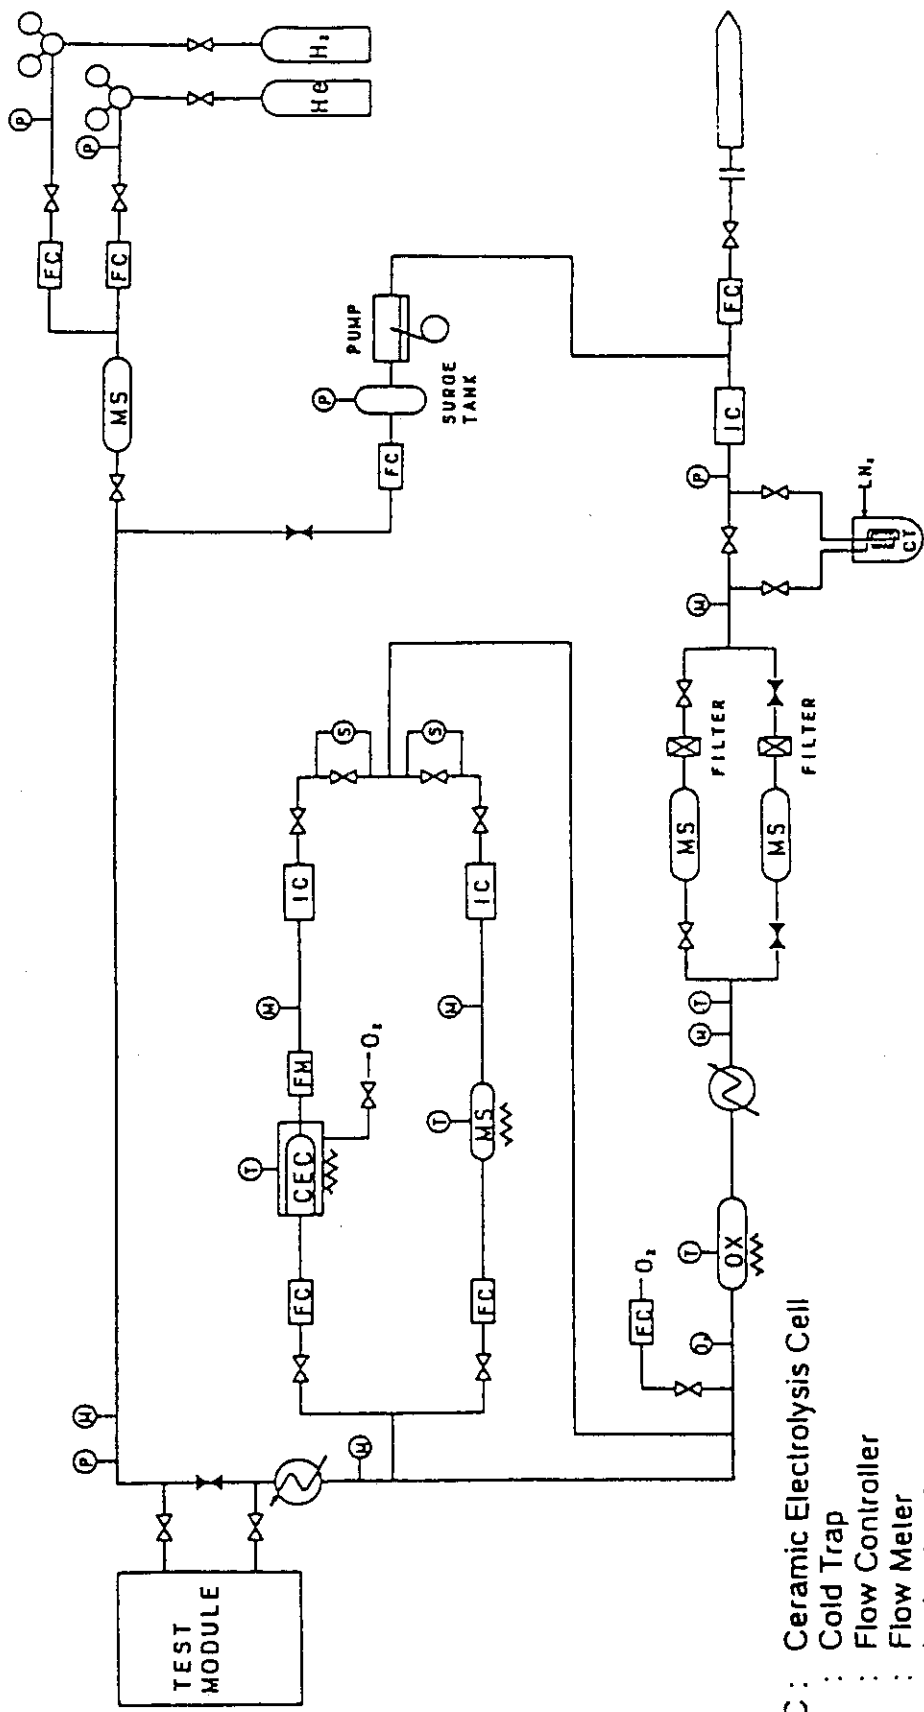 P
FC
H₂
P
M
P
MS
FC
He
TEST
MODULE
T
M
S
FC
CEC
FM
IC
O₂
P
PUMP
M
FC
SURGE
TANK
T
M
S
FC
MS
IC
FC
O₂
MS
T
M
T
M
P
FILTER
OX
IC
FC
MS
FILTER
LN₂
CT
C : Ceramic Electrolysis Cell
: Cold Trap
: Flow Controller
: Flow Meter